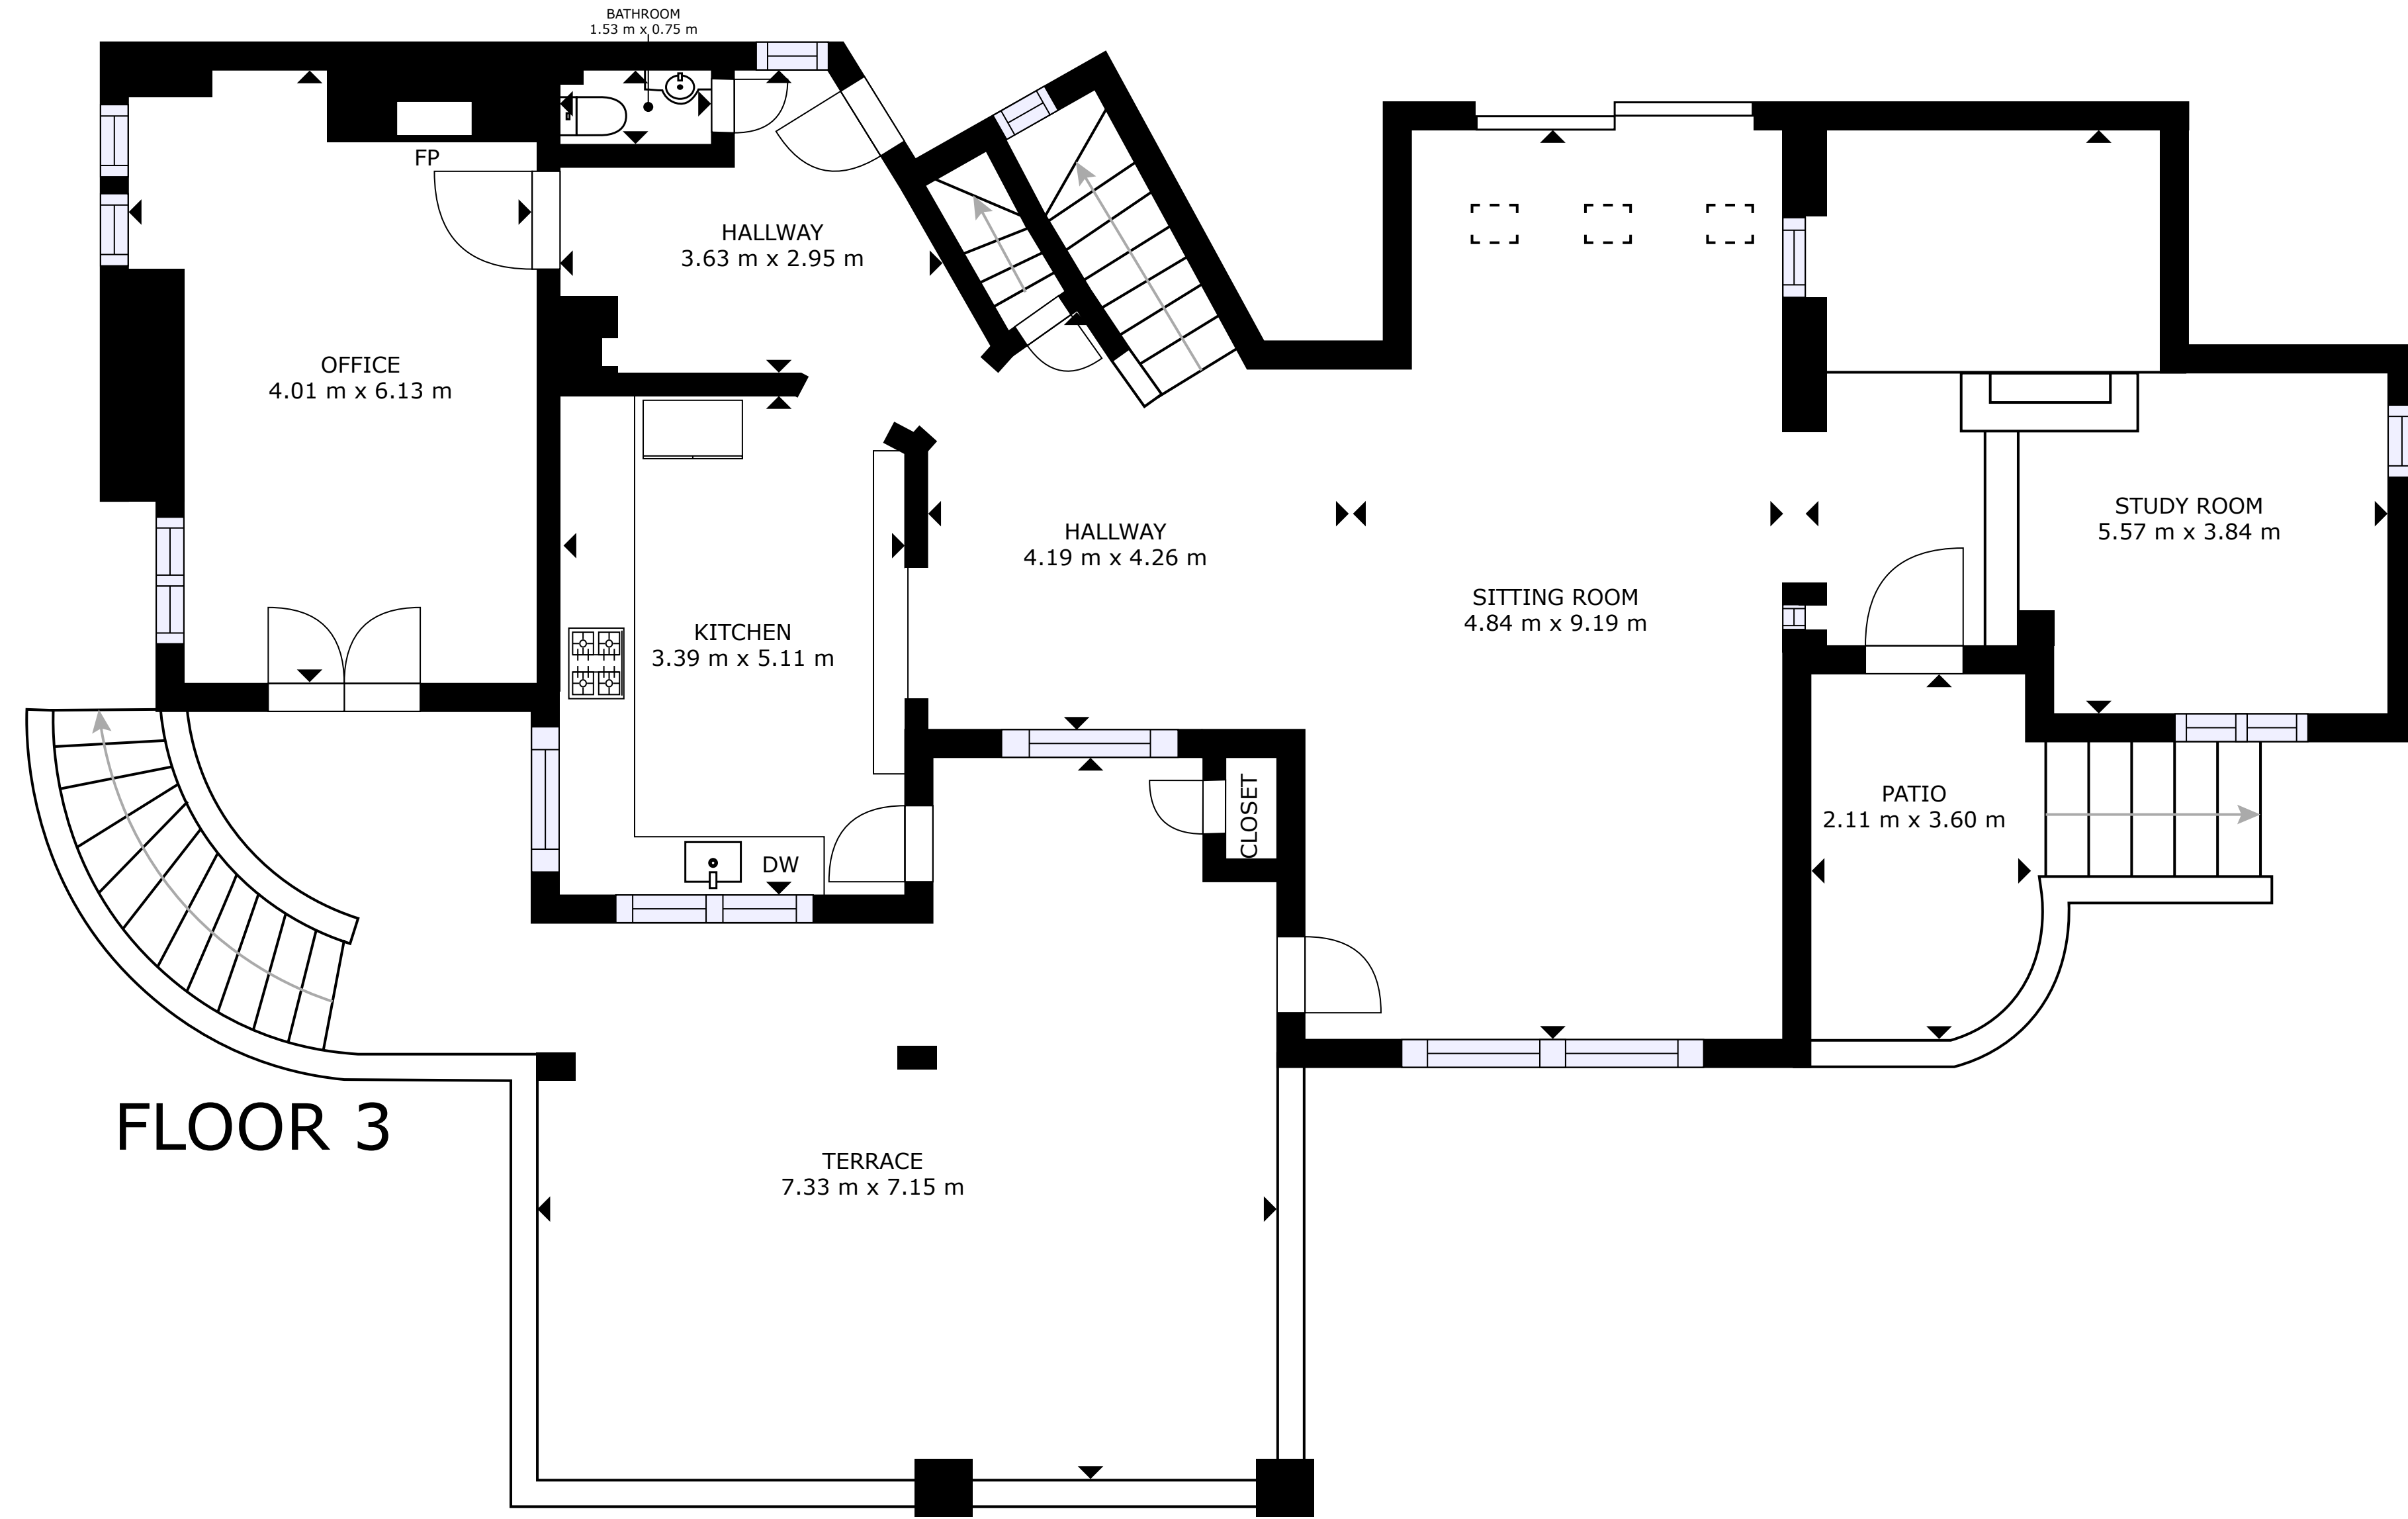 BATHROOM
1.53 m x 0.75 m
FP
HALLWAY
3.63 m x 2.95 m
OFFICE
4.01 m x 6.13 m
STUDY ROOM
5.57 m x 3.84 m
HALLWAY
4.19 m x 4.26 m
SITTING ROOM
4.84 m x 9.19 m
KITCHEN
3.39 m x 5.11 m
PATIO
2.11 m x 3.60 m
CLOSET
DW
FLOOR 3
TERRACE
7.33 m x 7.15 m